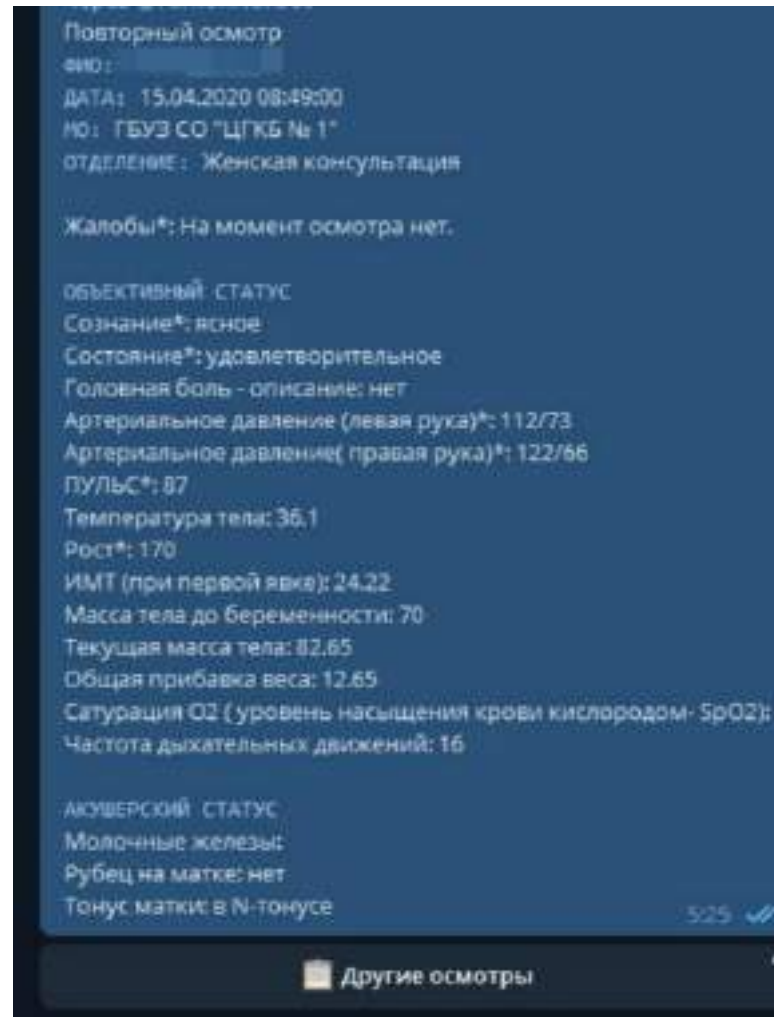 Повторный осмотр
ФИО:
ДАТА: 15.04.2020 08:49:00
МО: ГБУЗ СО "ЦГКБ № 1"
ОТДЕЛЕНИЕ: Женская консультация
Жалобы*: На момент осмотра нет.
ОБЪЕКТИВНЫЙ СТАТУС
Сознание*: ясное
Состояние*: удовлетворительное
Головная боль - описание: нет
Артериальное давление (левая рука)*: 112/73
Артериальное давление( правая рука)*: 122/66
ПУЛЬС*: 87
Температура тела: 36.1
Рост*: 170
ИМТ (при первой явке): 24.22
Масса тела до беременности: 70
Текущая масса тела: 82.65
Общая прибавка веса: 12.65
Сатурация О2 ( уровень насыщения крови кислородом- SpO2):
Частота дыхательных движений: 16
АКУШЕРСКИЙ СТАТУС
Молочные железы:
Рубец на матке: нет
Тонус матки: в N-тонусе
5:25
Другие осмотры